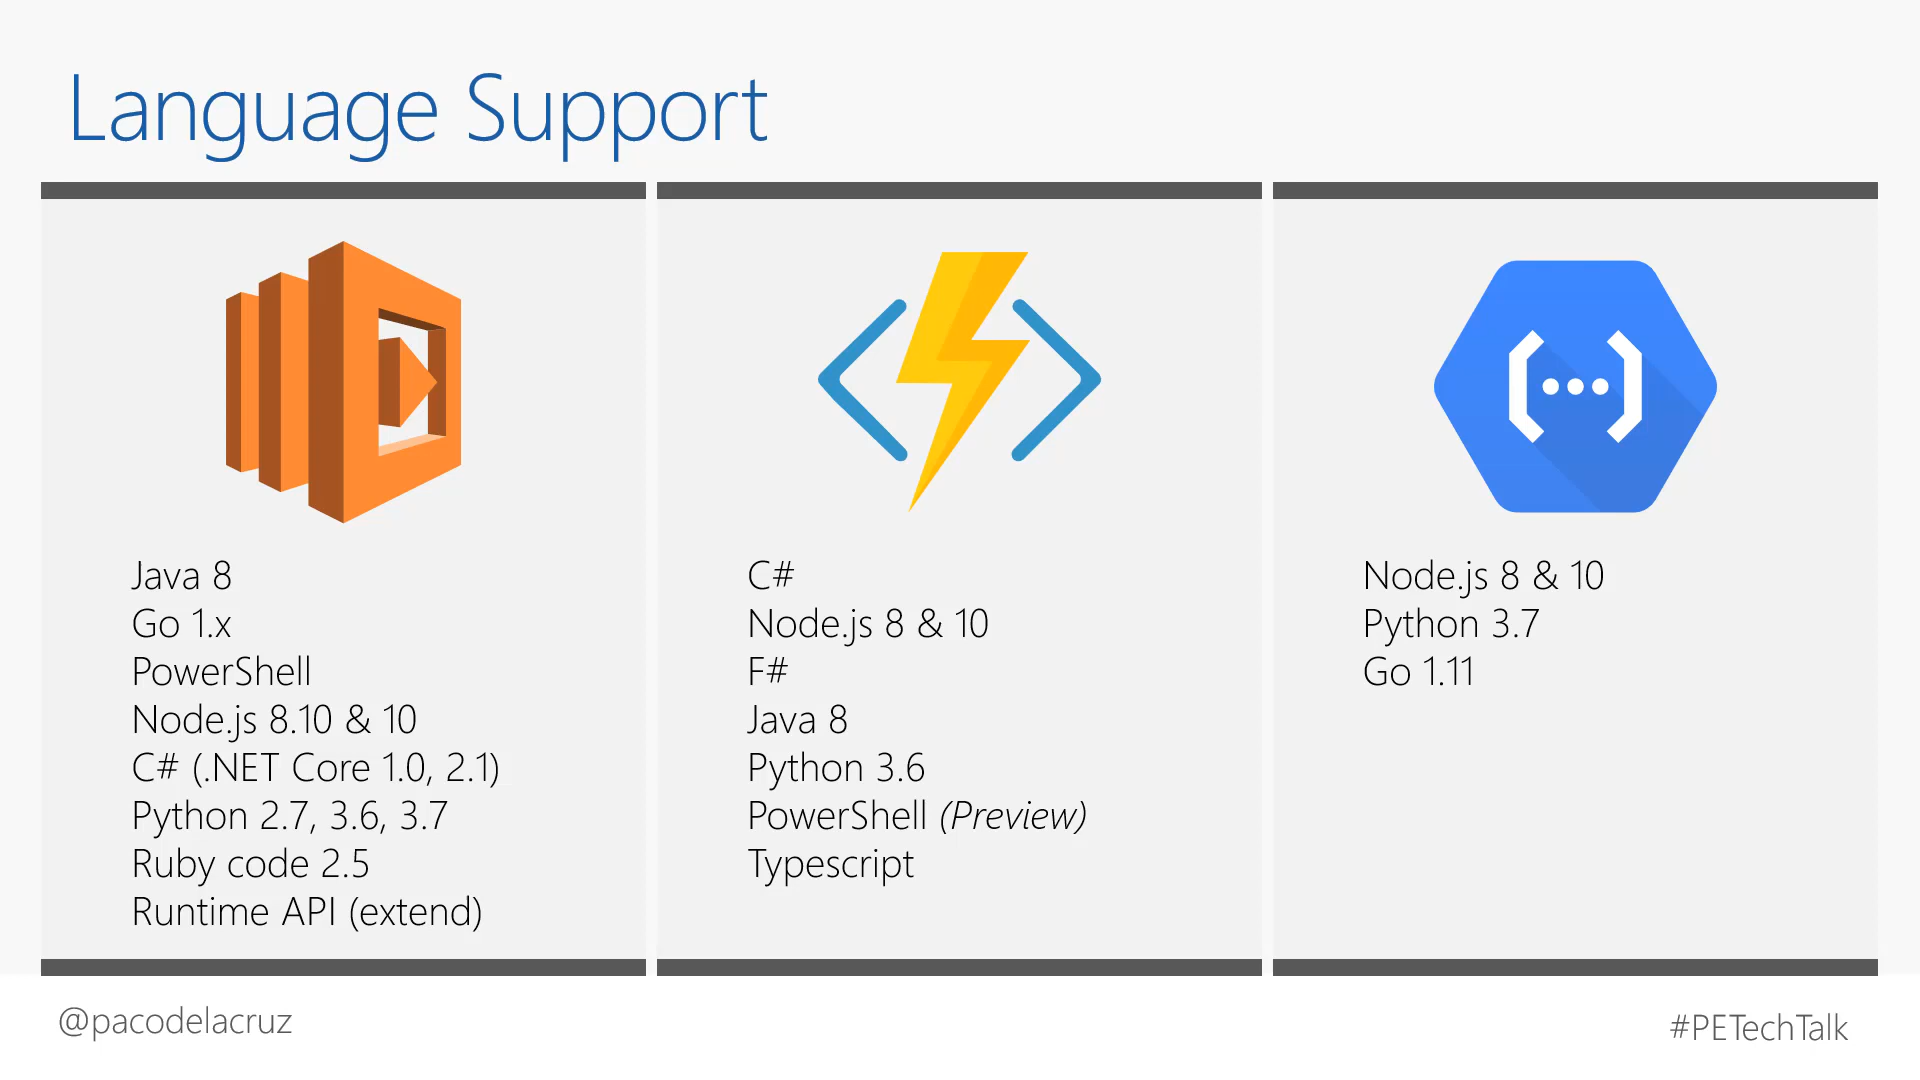 Language Support
Java 8
Go 1.x
PowerShell
Node.js 8.10 & 10
C# (.NET Core 1.0, 2.1)
Python 2.7, 3.6, 3.7
Ruby code 2.5
Runtime API (extend)
C#
Node.js 8 & 10
F#
Java 8
Python 3.6
PowerShell (Preview)
Typescript
Node.js 8 & 10
Python 3.7
Go 1.11
@pacodelacruz
#PETechTalk